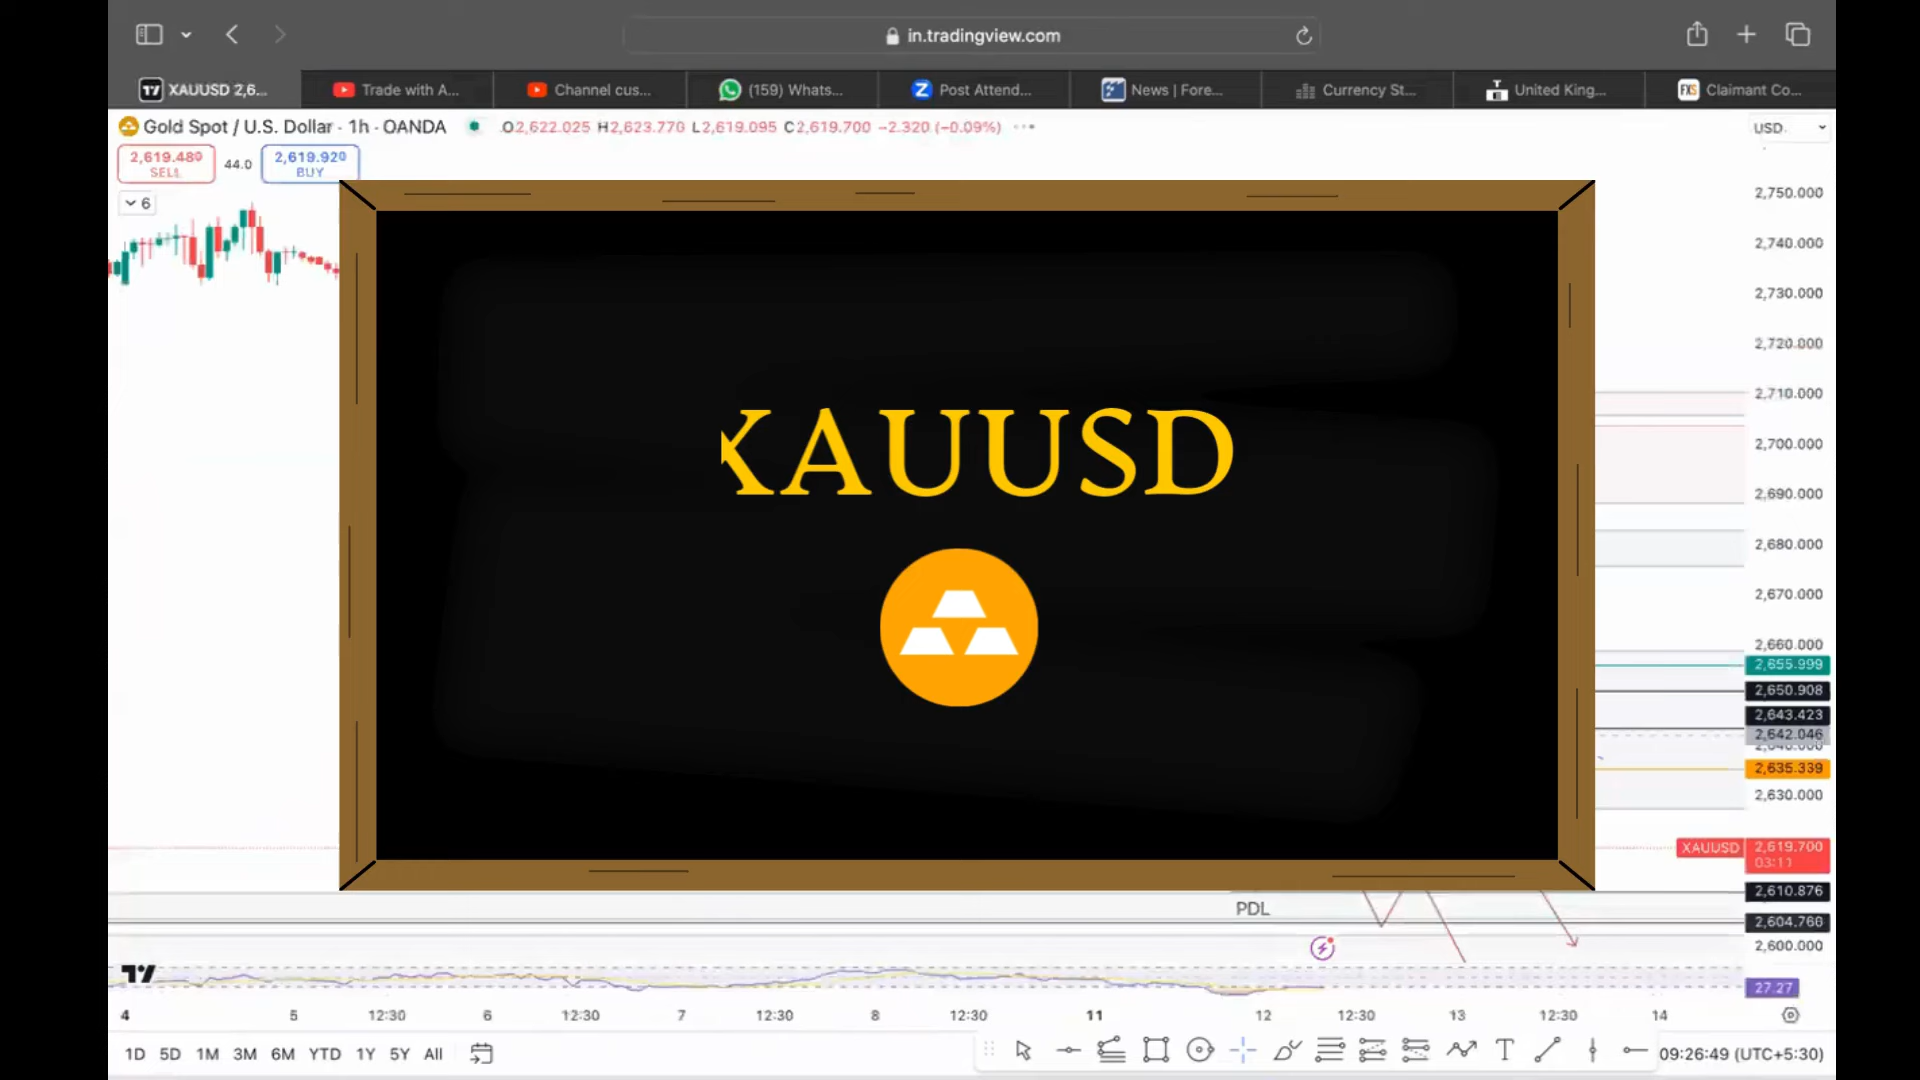 in.tradingview.com
XAUUSD 2,6...
Trade with A...
Channel cus...
(159) Whats...
Post Attend...
News | Fore...
Currency St...
United King...
Claimant Co...
Gold Spot / U.S. Dollar · 1h · OANDA
O2,622.025 H2,623.770 L2,619.095 C2,619.700 −2.320 (−0.09%)
USD
2,619.480
SELL
44.0
2,619.920
BUY
6
2,750.000
2,740.000
2,730.000
2,720.000
2,710.000
2,700.000
2,690.000
2,680.000
2,670.000
2,660.000
2,655.999
2,650.908
2,643.423
2,642.046
2,640.000
2,635.339
2,630.000
XAUUSD
2,619.700
03:11
2,610.876
2,604.766
2,600.000
27.27
XAUUSD
PDL
4 5 12:30 6 12:30 7 12:30 8 12:30 11 12 12:30 13 12:30 14
1D 5D 1M 3M 6M YTD 1Y 5Y All
09:26:49 (UTC+5:30)